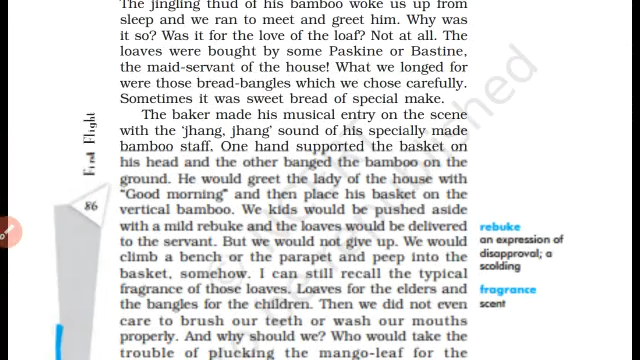 The jingling thud of his bamboo woke us up from
sleep and we ran to meet and greet him. Why was
it so? Was it for the love of the loaf? Not at all. The
loaves were bought by some Paskine or Bastine,
the maid-servant of the house! What we longed for
were those bread-bangles which we chose carefully.
Sometimes it was sweet bread of special make.
The baker made his musical entry on the scene
with the 'jhang, jhang' sound of his specially made
bamboo staff. One hand supported the basket on
his head and the other banged the bamboo on the
ground. He would greet the lady of the house with
"Good morning" and then place his basket on the
vertical bamboo. We kids would be pushed aside
with a mild rebuke and the loaves would be delivered
to the servant. But we would not give up. We would
climb a bench or the parapet and peep into the
basket, somehow. I can still recall the typical
fragrance of those loaves. Loaves for the elders and
the bangles for the children. Then we did not even
care to brush our teeth or wash our mouths
properly. And why should we? Who would take the
trouble of plucking the mango-leaf for the
First Flight
86
rebuke
an expression of
disapproval; a
scolding
fragrance
scent